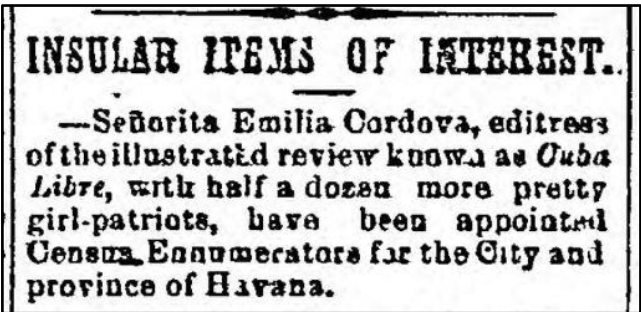 INSULAR ITEMS OF INTEREST.
—Señorita Emilia Cordova, editress
of the illustrated review known as Cuba
Libre, with half a dozen more pretty
girl-patriots, have been appointed
Census Ennumerators for the City and
province of Havana.